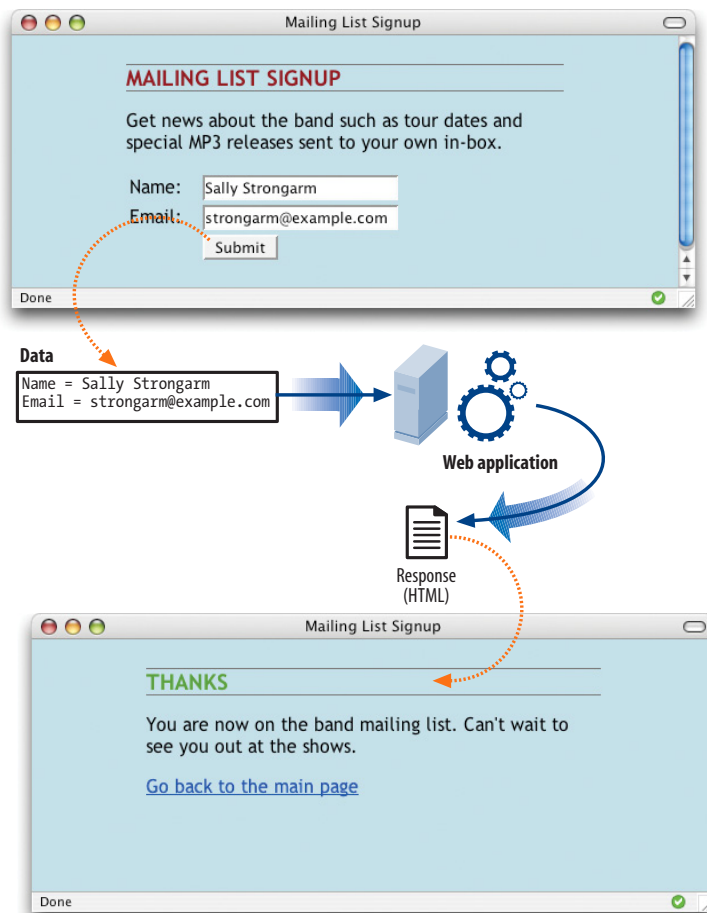 Mailing List Signup
MAILING LIST SIGNUP
Get news about the band such as tour dates and
special MP3 releases sent to your own in-box.
Name: Sally Strongarm
Email: strongarm@example.com
Submit
Done
Data
Name = Sally Strongarm
Email = strongarm@example.com
Web application
Response
(HTML)
Mailing List Signup
THANKS
You are now on the band mailing list. Can't wait to
see you out at the shows.
Go back to the main page
Done